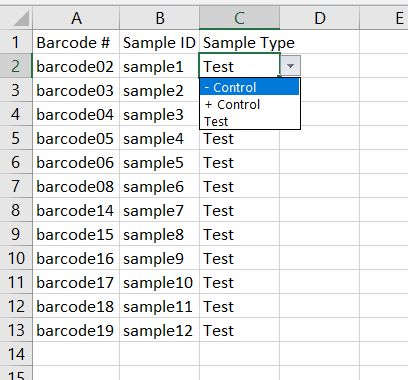 A B C D E
1 Barcode # Sample ID Sample Type
2 barcode02 sample1 Test
3 barcode03 sample2 - Control
4 barcode04 sample3 + Control
Test
5 barcode05 sample4 Test
6 barcode06 sample5 Test
7 barcode08 sample6 Test
8 barcode14 sample7 Test
9 barcode15 sample8 Test
10 barcode16 sample9 Test
11 barcode17 sample10 Test
12 barcode18 sample11 Test
13 barcode19 sample12 Test
14
15